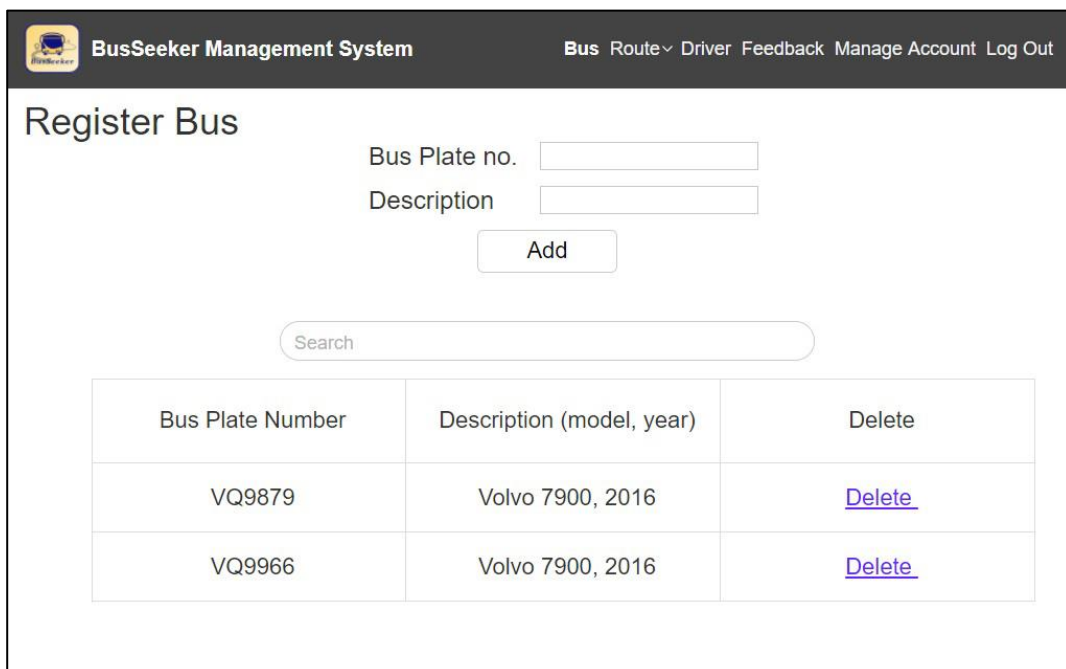 BusSeeker
BusSeeker Management System Bus Route Driver Feedback Manage Account Log Out
Register Bus
Bus Plate no.
Description
Add
Search
Bus Plate Number Description (model, year) Delete
VQ9879 Volvo 7900, 2016 Delete
VQ9966 Volvo 7900, 2016 Delete